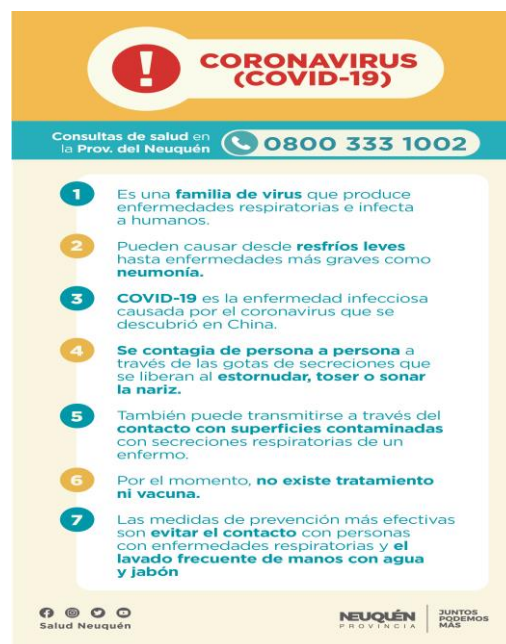 !
CORONAVIRUS
(COVID-19)
Consultas de salud en
la Prov. del Neuquén
0800 333 1002
1
Es una familia de virus que produce
enfermedades respiratorias e infecta
a humanos.
2
Pueden causar desde resfríos leves
hasta enfermedades más graves como
neumonía.
3
COVID-19 es la enfermedad infecciosa
causada por el coronavirus que se
descubrió en China.
4
Se contagia de persona a persona a
través de las gotas de secreciones que
se liberan al estornudar, toser o sonar
la nariz.
5
También puede transmitirse a través del
contacto con superficies contaminadas
con secreciones respiratorias de un
enfermo.
6
Por el momento, no existe tratamiento
ni vacuna.
7
Las medidas de prevención más efectivas
son evitar el contacto con personas
con enfermedades respiratorias y el
lavado frecuente de manos con agua
y jabón
Salud Neuquén
NEUQUÉN
PROVINCIA
JUNTOS
PODEMOS
MÁS